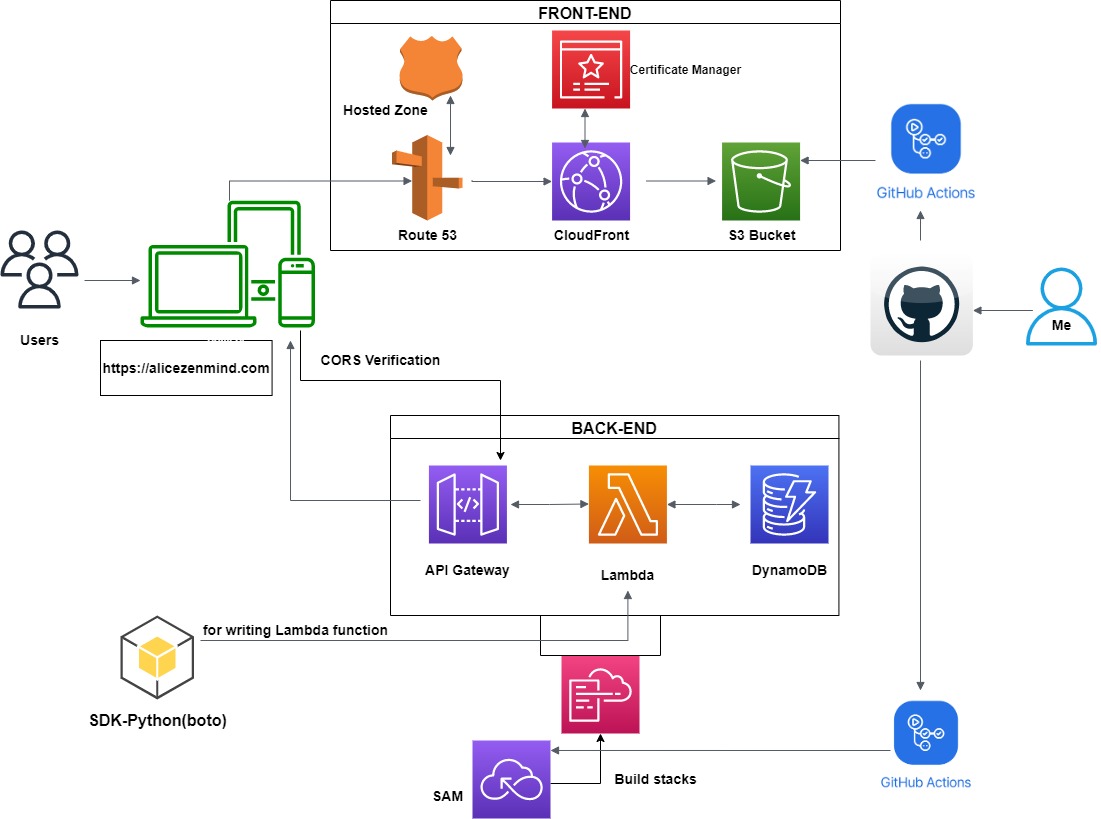 FRONT-END
Certificate Manager
Hosted Zone
GitHub Actions
Route 53
CloudFront
S3 Bucket
Users
Me
https://alicezenmind.com
CORS Verification
BACK-END
API Gateway
Lambda
DynamoDB
for writing Lambda function
SDK-Python(boto)
Build stacks
SAM
GitHub Actions